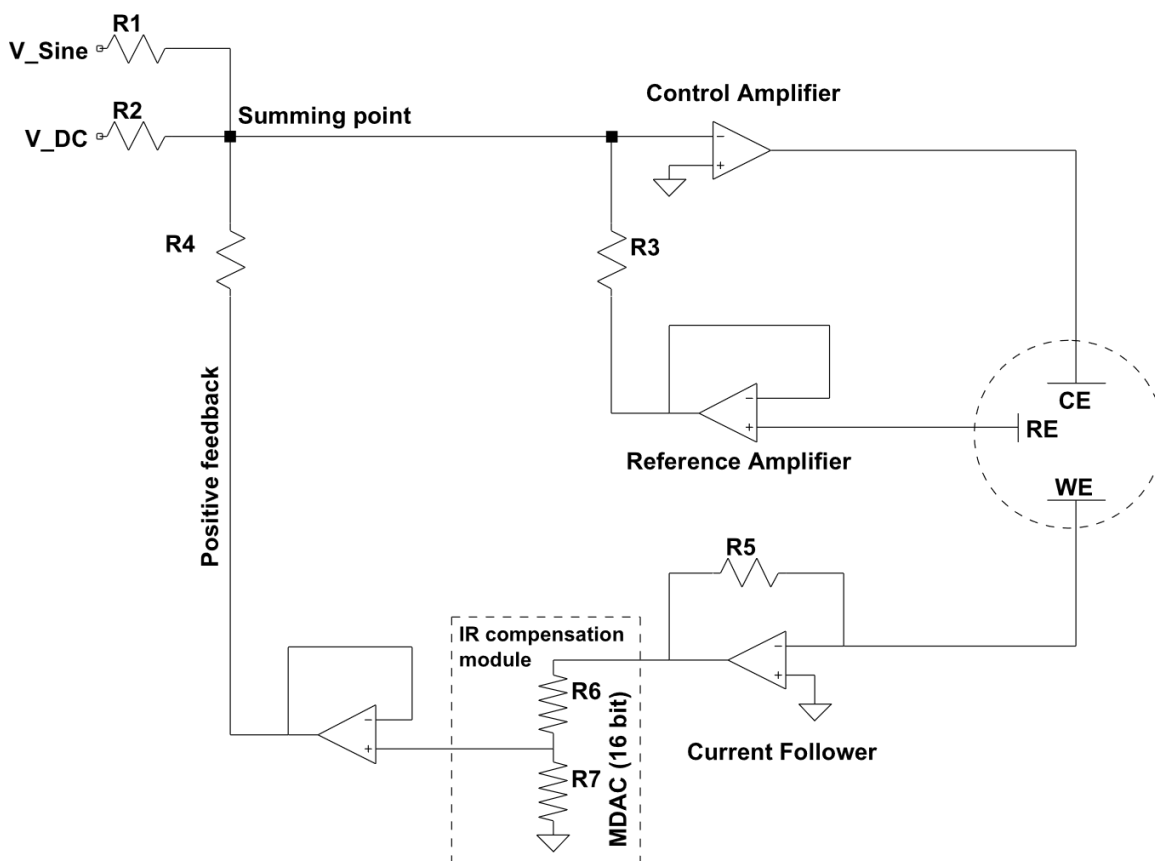 R1
V_Sine
R2
V_DC
Summing point
Control Amplifier
-
+
R4
R3
Positive feedback
-
+
Reference Amplifier
CE
RE
WE
R5
IR compensation
module
-
+
R6
-
+
R7
MDAC (16 bit)
Current Follower